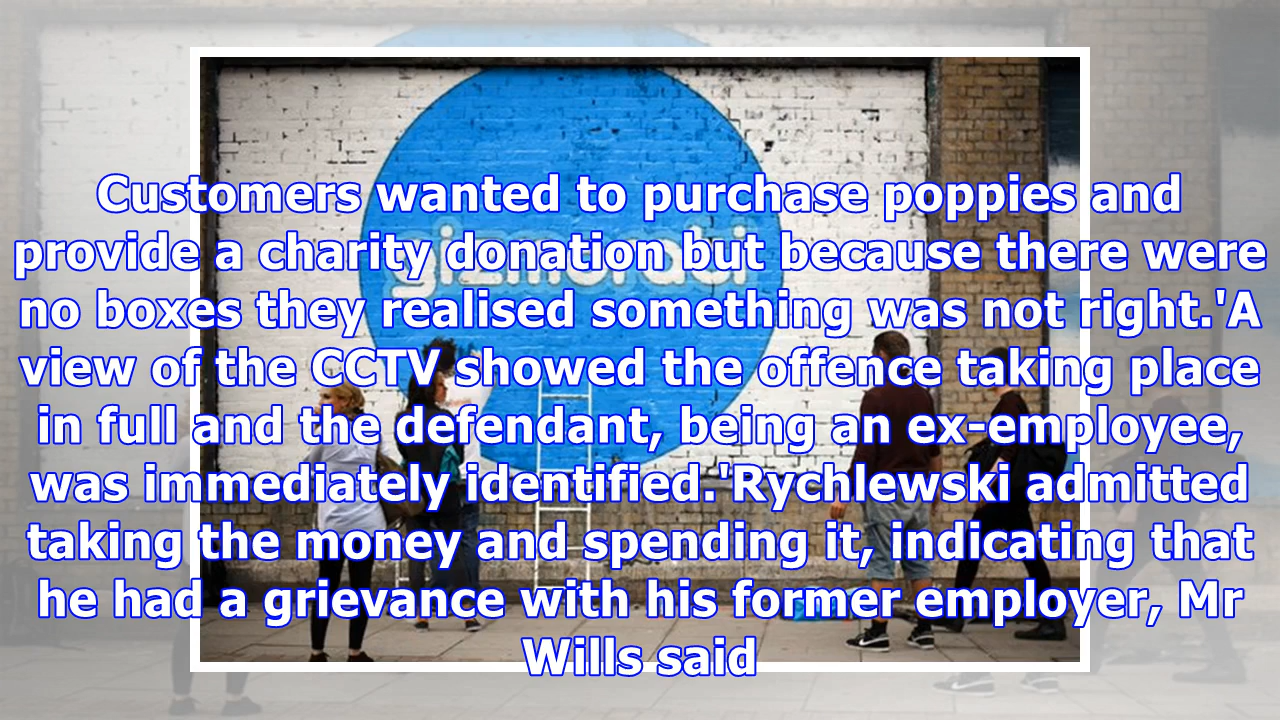 Customers wanted to purchase poppies and
provide a charity donation but because there were
no boxes they realised something was not right.'A
view of the CCTV showed the offence taking place
in full and the defendant, being an ex-employee,
was immediately identified.'Rychlewski admitted
taking the money and spending it, indicating that
he had a grievance with his former employer, Mr
Wills said